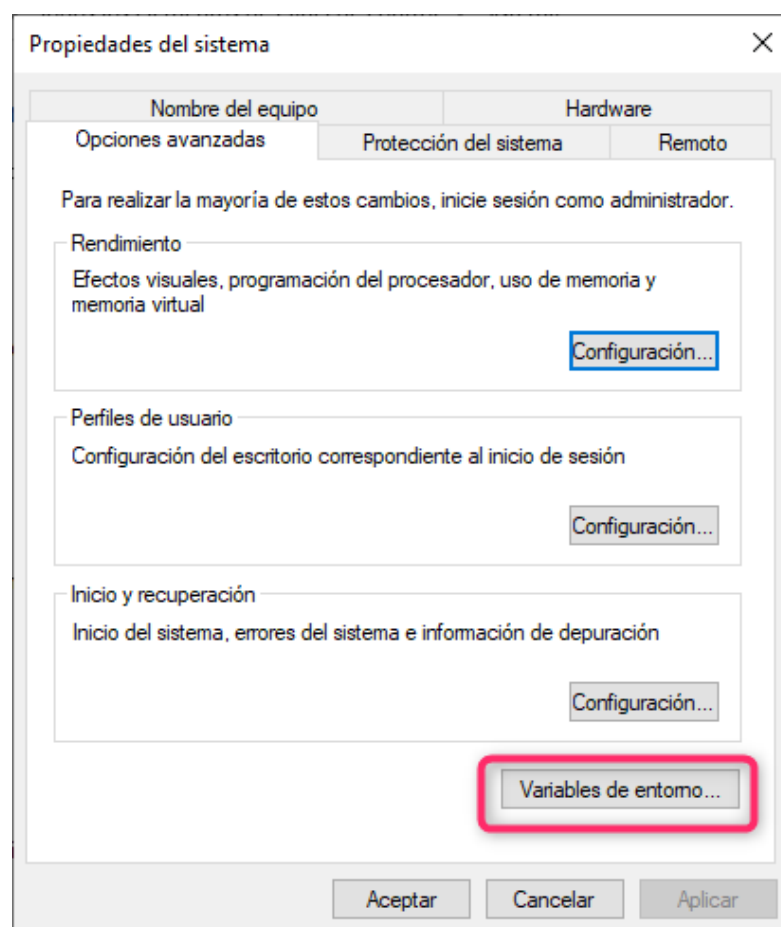 Propiedades del sistema
Nombre del equipo
Hardware
Opciones avanzadas
Protección del sistema
Remoto
Para realizar la mayoría de estos cambios, inicie sesión como administrador.
Rendimiento
Efectos visuales, programación del procesador, uso de memoria y
memoria virtual
Configuración...
Perfiles de usuario
Configuración del escritorio correspondiente al inicio de sesión
Configuración...
Inicio y recuperación
Inicio del sistema, errores del sistema e información de depuración
Configuración...
Variables de entorno...
Aceptar
Cancelar
Aplicar